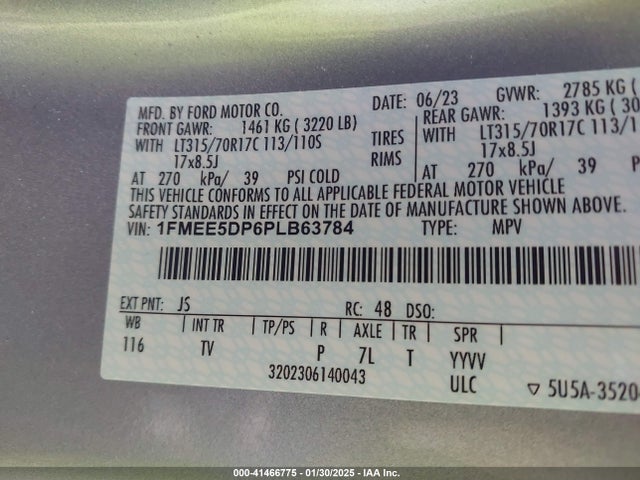 MFD. BY FORD MOTOR CO. DATE: 06/23 GVWR: 2785 KG
FRONT GAWR: 1461 KG ( 3220 LB) REAR GAWR: 1393 KG ( 30
WITH LT315/70R17C 113/110S TIRES WITH LT315/70R17C 113/11
17x8.5J RIMS 17x8.5J
AT 270 kPa/ 39 PSI COLD AT 270 kPa/ 39
THIS VEHICLE CONFORMS TO ALL APPLICABLE FEDERAL MOTOR VEHICLE
SAFETY STANDARDS IN EFFECT ON THE DATE OF MANUFACTURE SHOWN ABOVE.
VIN: 1FMEE5DP6PLB63784 TYPE: MPV
EXT PNT: JS RC: 48 DSO:
WB INT TR TP/PS R AXLE TR SPR
116 TV P 7L T YYVV
3202306140043 ULC ▽ 5U5A-3520
000-41466775 — 01/30/2025 — IAA Inc.